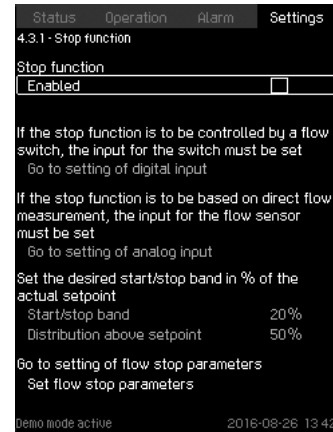 Status Operation Alarm Settings
4.3.1 - Stop function
Stop function
Enabled
If the stop function is to be controlled by a flow
switch, the input for the switch must be set
Go to setting of digital input
If the stop function is to be based on direct flow
measurement, the input for the flow sensor
must be set
Go to setting of analog input
Set the desired start/stop band in % of the
actual setpoint
Start/stop band 20%
Distribution above setpoint 50%
Go to setting of flow stop parameters
Set flow stop parameters
Demo mode active 2016-08-26 13:42